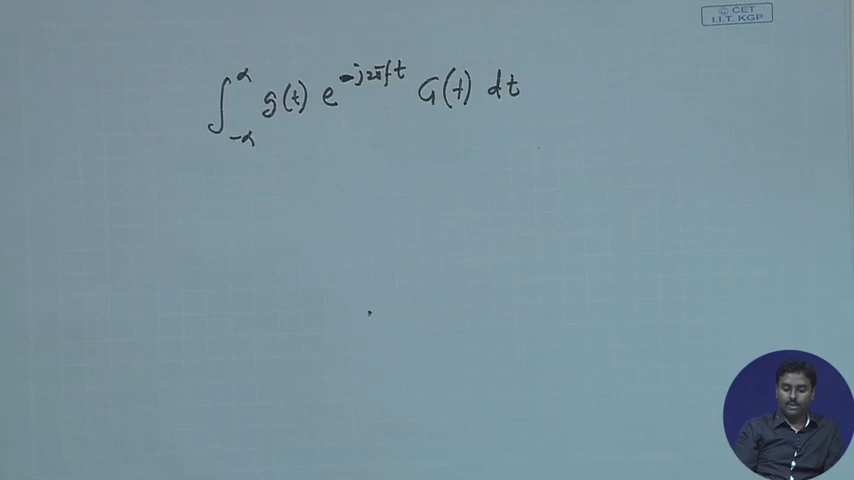 © CET
I.I.T. KGP
∫_{-α}^{α} g(t) e^{-j2πft} G(t) dt